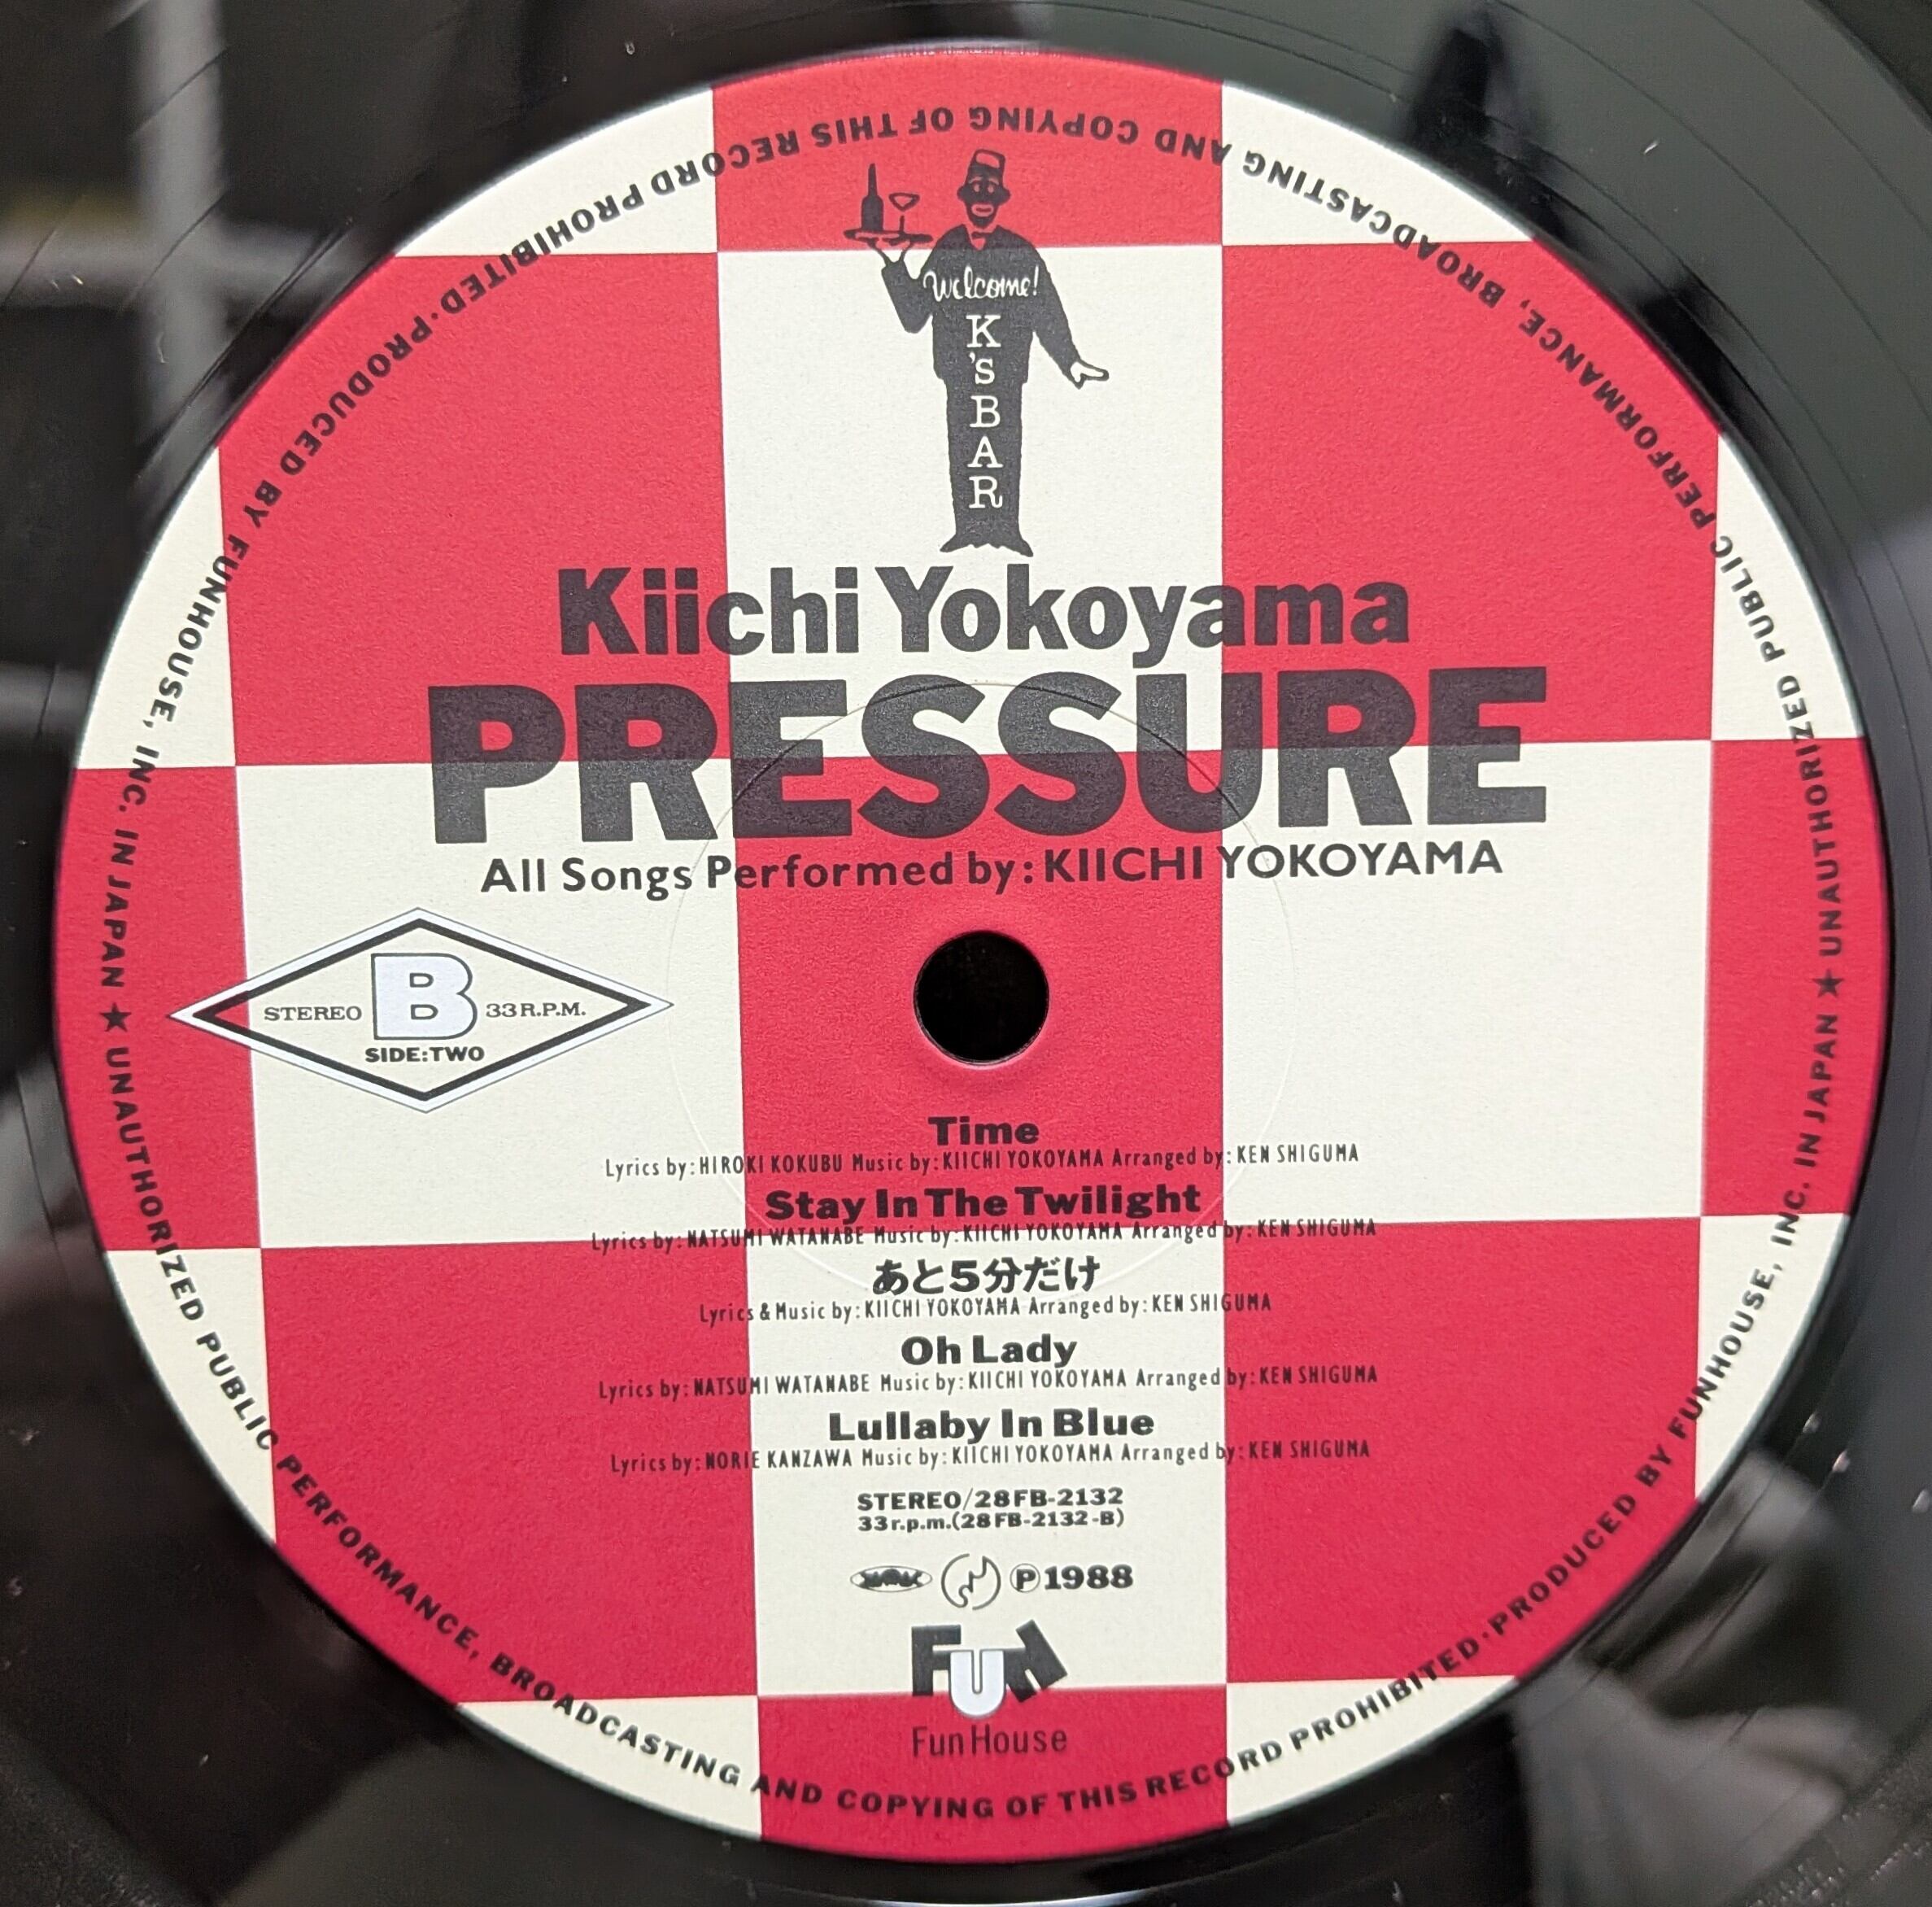 Welcome!
K's BAR
Kiichi Yokoyama
PRESSURE
All Songs Performed by: KIICHI YOKOYAMA
STEREO B 33 R.P.M.
SIDE:TWO
Time
Lyrics by: HIROKI KOKUBU Music by: KIICHI YOKOYAMA Arranged by: KEN SHIGUMA
Stay In The Twilight
Lyrics by: NATSUMI WATANABE Music by: KIICHI YOKOYAMA Arranged by: KEN SHIGUMA
あと5分だけ
Lyrics & Music by: KIICHI YOKOYAMA Arranged by: KEN SHIGUMA
Oh Lady
Lyrics by: NATSUMI WATANABE Music by: KIICHI YOKOYAMA Arranged by: KEN SHIGUMA
Lullaby In Blue
Lyrics by: NORIE KANZAWA Music by: KIICHI YOKOYAMA Arranged by: KEN SHIGUMA
STEREO/28FB-2132
33 r.p.m.(28FB-2132-B)
Ⓟ1988
FUN
Fun House
★ UNAUTHORIZED PUBLIC PERFORMANCE, BROADCASTING AND COPYING OF THIS RECORD PROHIBITED·PRODUCED BY FUNHOUSE, INC. IN JAPAN
★ UNAUTHORIZED PUBLIC PERFORMANCE, BROADCASTING AND COPYING OF THIS RECORD PROHIBITED·PRODUCED BY FUNHOUSE, INC. IN JAPAN